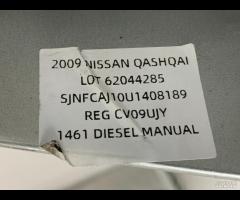 2009 NISSAN QASHQAI
LOT 62044285
SJNFCAJ10U1408189
REG CV09UJY
1461 DIESEL MANUAL